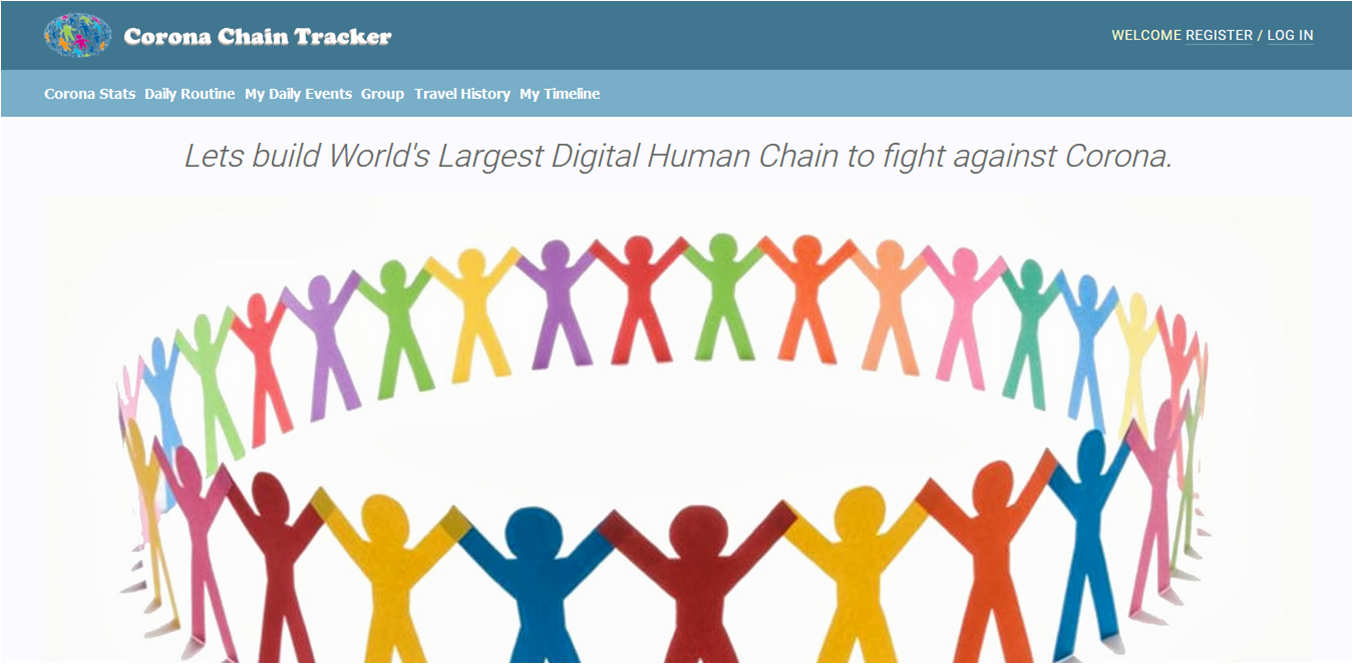 Corona Chain Tracker
WELCOME REGISTER / LOG IN
Corona Stats Daily Routine My Daily Events Group Travel History My Timeline
Lets build World's Largest Digital Human Chain to fight against Corona.